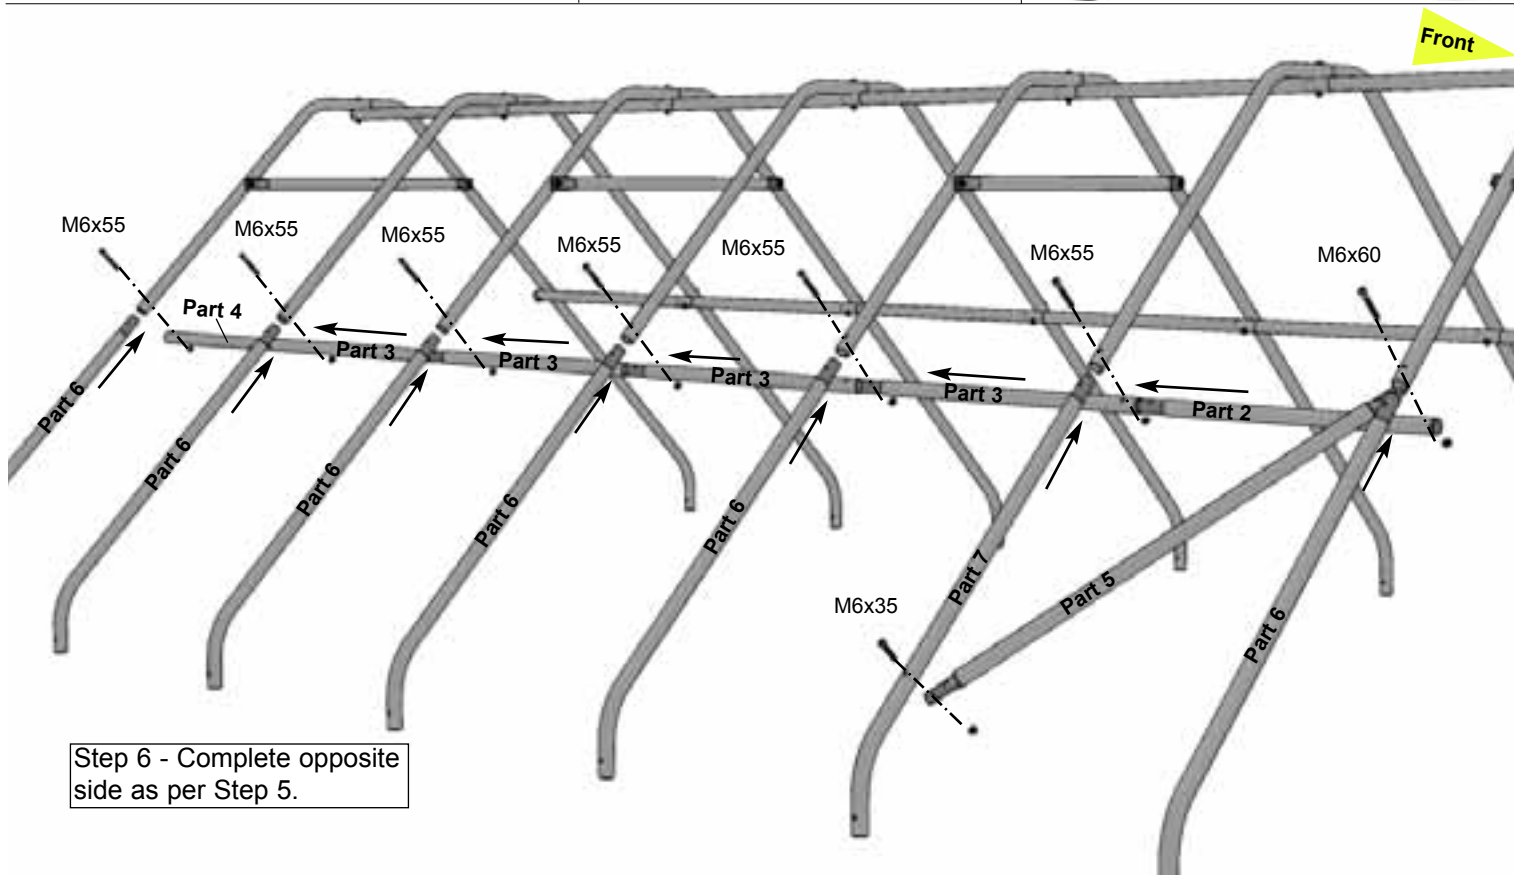 Front
M6x55
M6x55
M6x55
M6x55
M6x55
M6x55
M6x60
Part 4
Part 3
Part 3
Part 3
Part 3
Part 2
Part 6
Part 6
Part 6
Part 6
Part 6
Part 7
Part 5
Part 6
M6x35
Step 6 - Complete opposite
side as per Step 5.